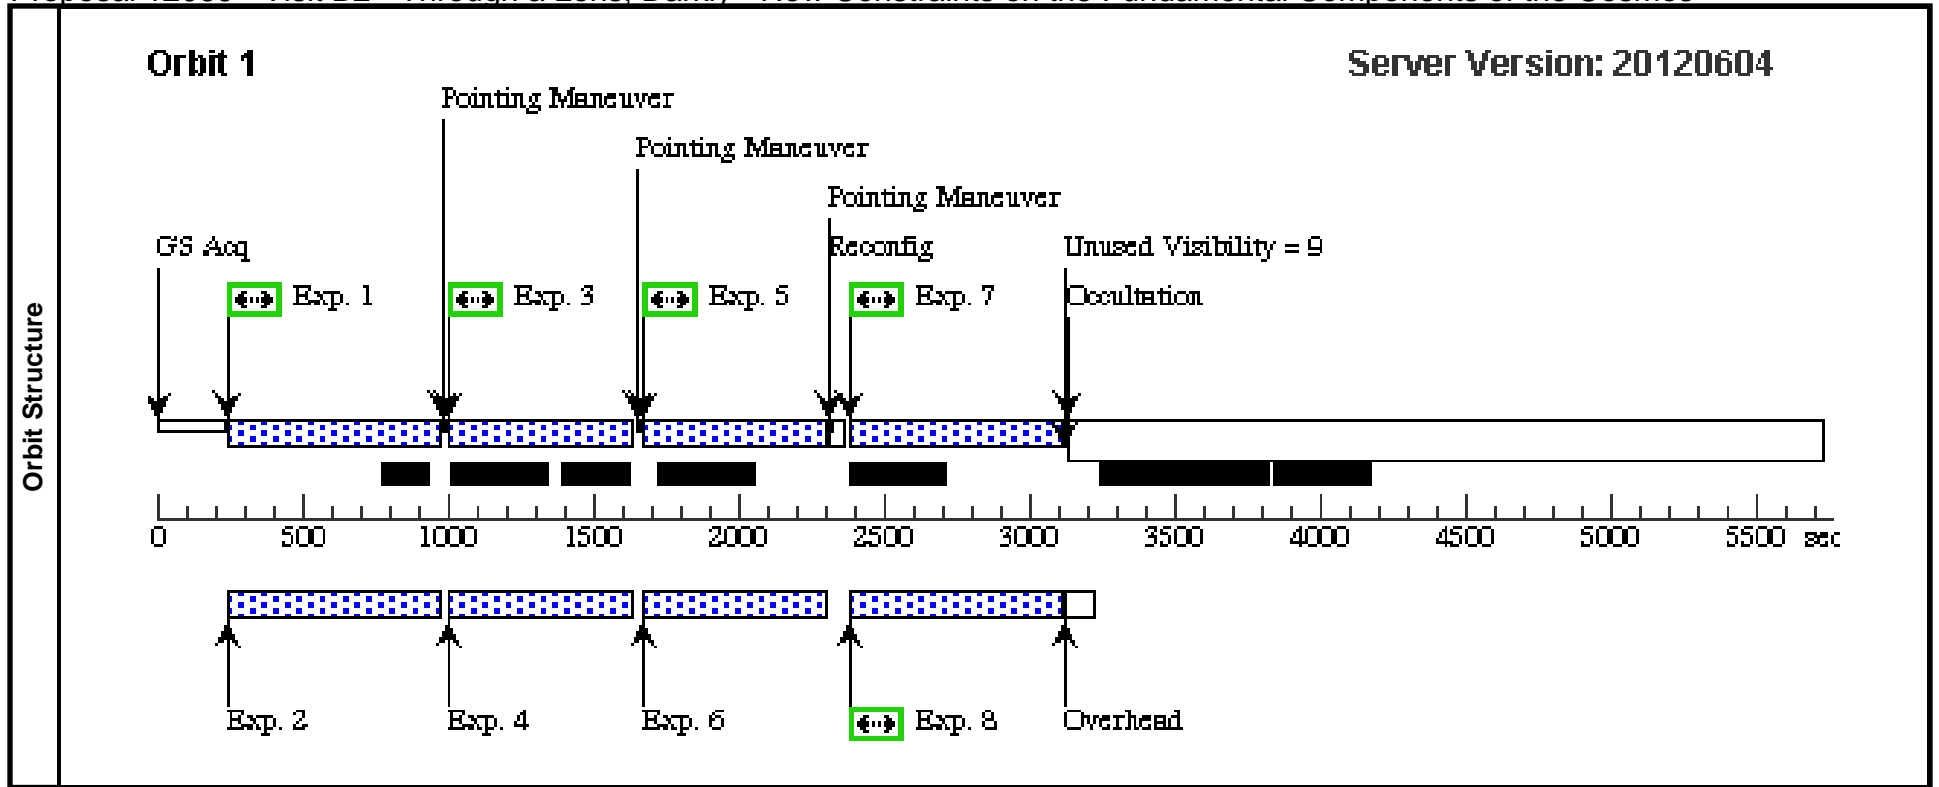 Orbit Structure
Orbit 1
Server Version: 20120604
Pointing Maneuver
Pointing Maneuver
Pointing Maneuver
GS Acq
Reconfig
Unused Visibility = 9
Exp. 1
Exp. 3
Exp. 5
Exp. 7
Occultation
0 500 1000 1500 2000 2500 3000 3500 4000 4500 5000 5500 sec
Exp. 2
Exp. 4
Exp. 6
Exp. 8
Overhead